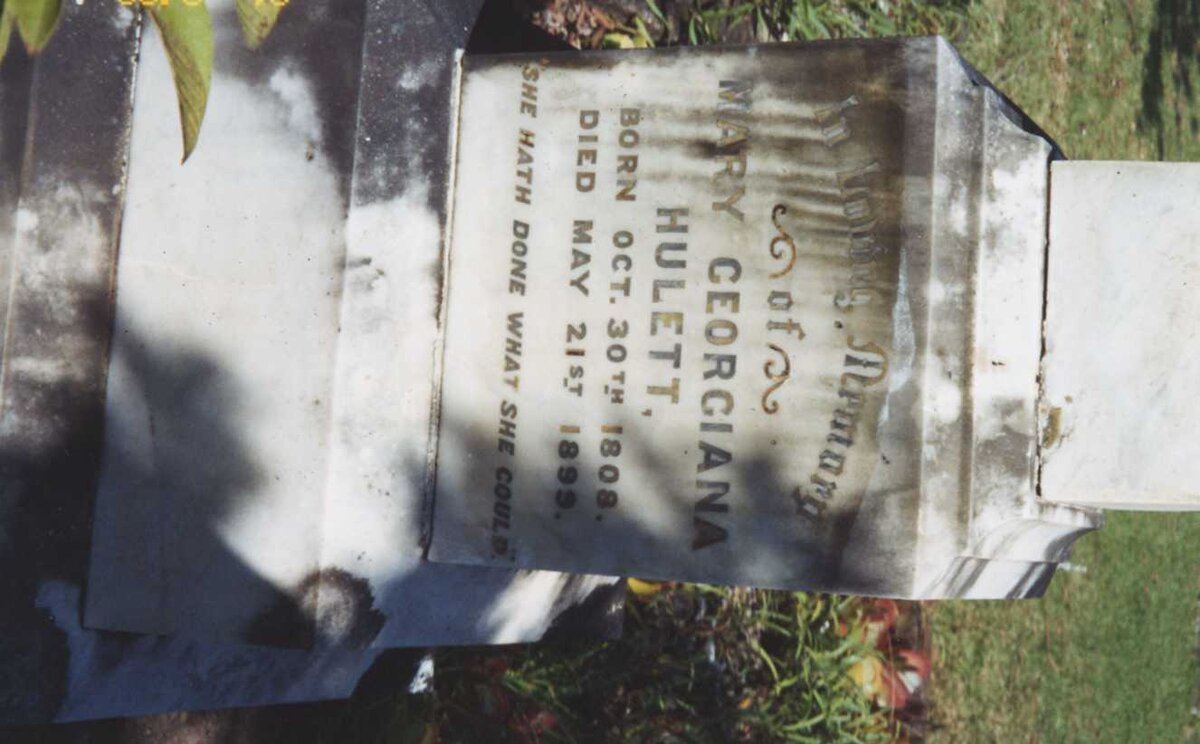 In Loving Memory
of
MARY GEORGIANA
HULETT,
BORN OCT. 30TH 1808.
DIED MAY 21ST 1899.
"SHE HATH DONE WHAT SHE COULD."